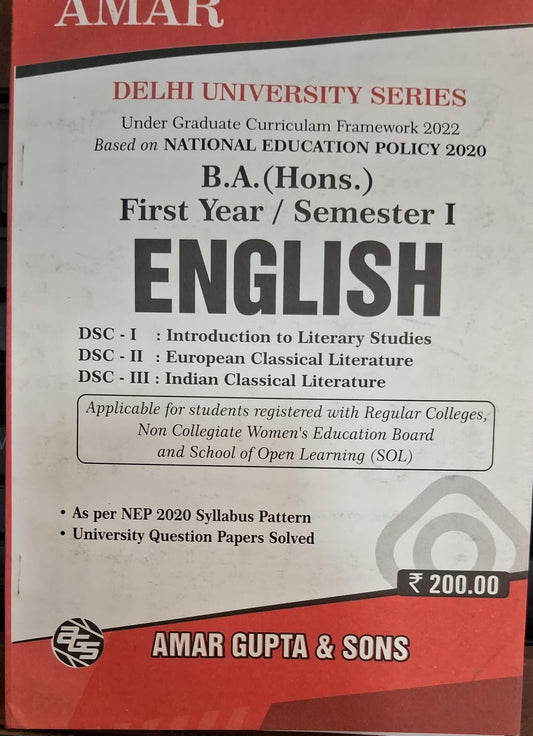 AMAR
DELHI UNIVERSITY SERIES
Under Graduate Curriculam Framework 2022
Based on NATIONAL EDUCATION POLICY 2020
B.A.(Hons.)
First Year / Semester I
ENGLISH
DSC - I : Introduction to Literary Studies
DSC - II : European Classical Literature
DSC - III : Indian Classical Literature
Applicable for students registered with Regular Colleges,
Non Collegiate Women's Education Board
and School of Open Learning (SOL)
• As per NEP 2020 Syllabus Pattern
• University Question Papers Solved
₹ 200.00
ags
AMAR GUPTA & SONS